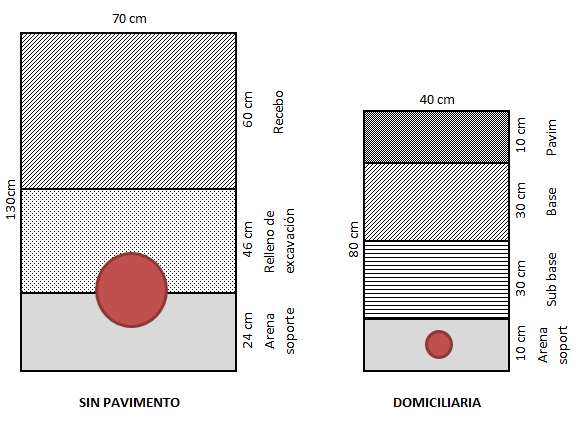 70 cm
60 cm
Recebo
130cm
46 cm
Relleno de
excavación
24 cm
Arena
soporte
SIN PAVIMENTO
40 cm
10 cm
Pavim
30 cm
Base
80 cm
30 cm
Sub base
10 cm
Arena
soport
DOMICILIARIA